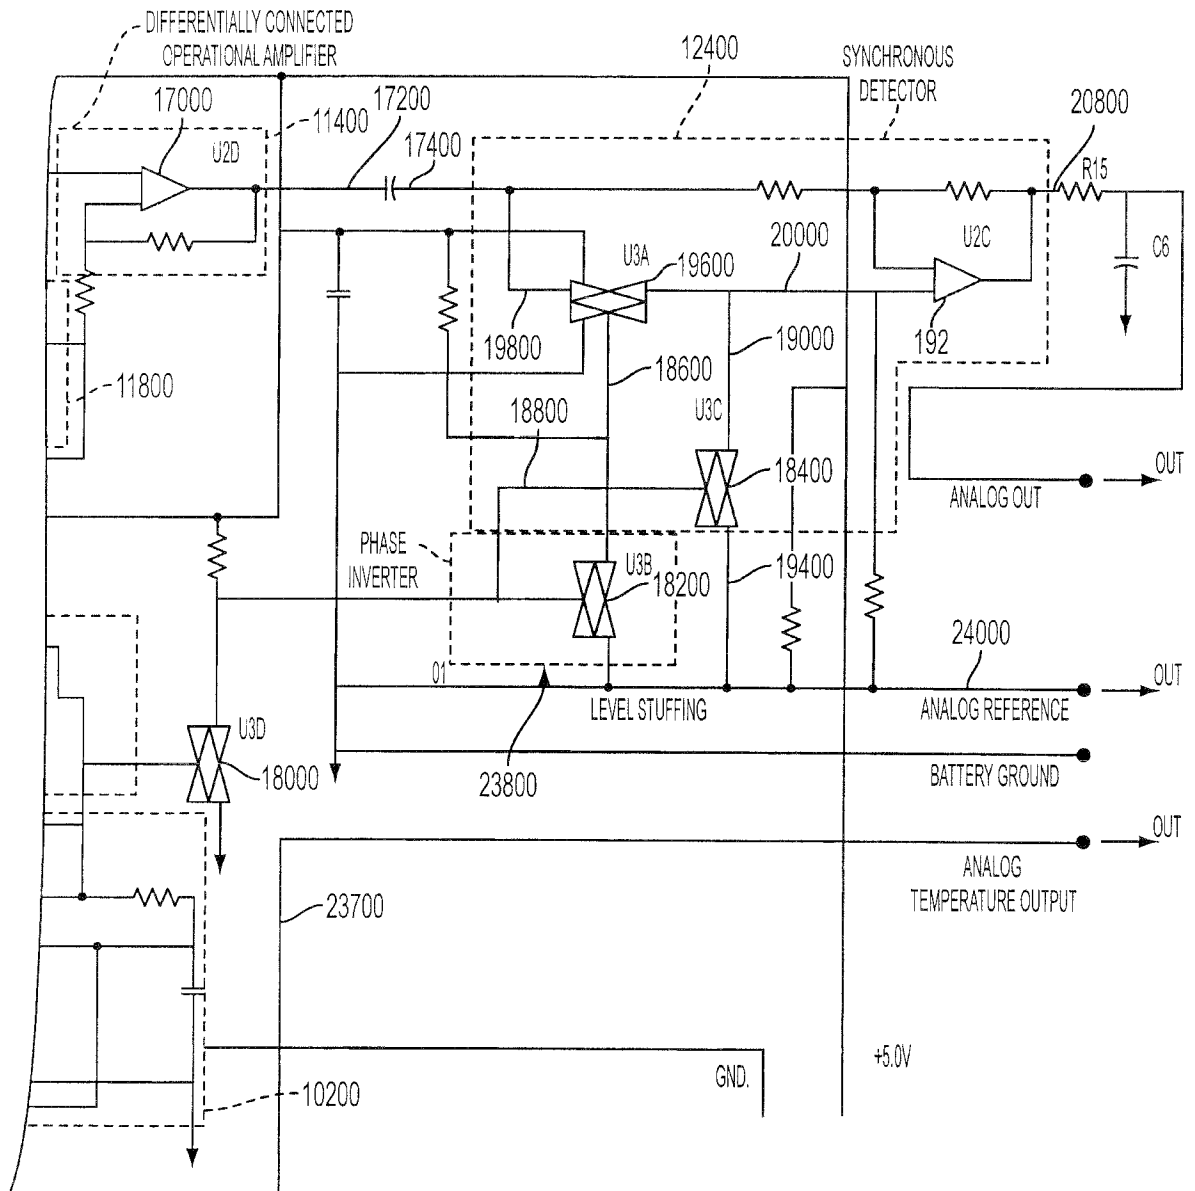 DIFFERENTIALLY CONNECTED
OPERATIONAL AMPLIFIER
12400
SYNCHRONOUS
DETECTOR
17000
17200
20800
11400
U2D
17400
R15
U3A
19600
20000
U2C
C6
19800
19000
192
18600
11800
18800
U3C
18400
OUT
ANALOG OUT
PHASE
INVERTER
U3B
18200
19400
24000
01
OUT
LEVEL STUFFING
ANALOG REFERENCE
U3D
18000
23800
BATTERY GROUND
OUT
ANALOG
TEMPERATURE OUTPUT
23700
GND.
+5.0V
10200